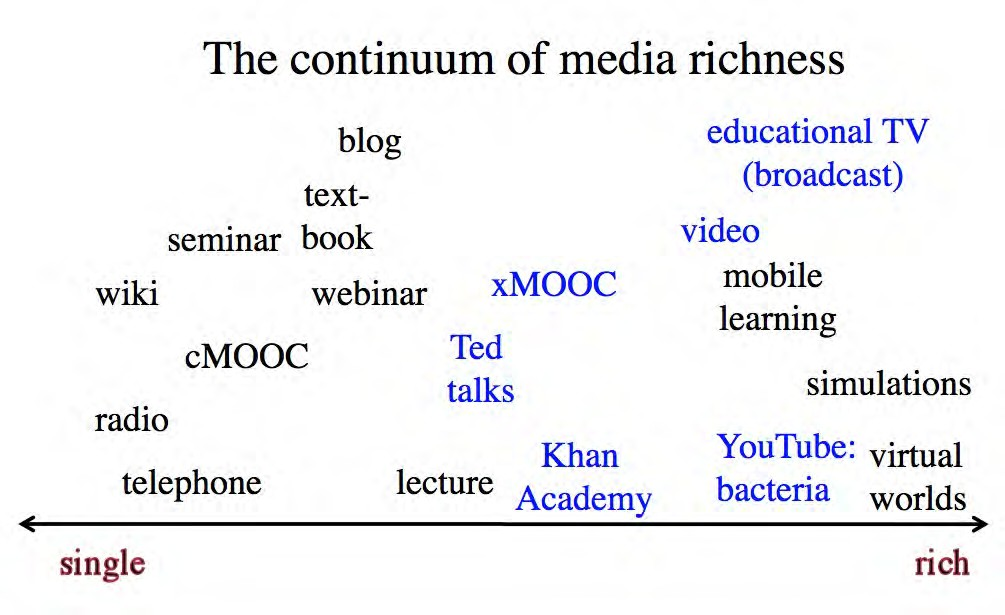 The continuum of media richness
blog
educational TV
(broadcast)
text-
book
seminar
video
wiki
webinar
xMOOC
mobile
learning
cMOOC
Ted
talks
simulations
radio
telephone
lecture
Khan
Academy
YouTube:
bacteria
virtual
worlds
single
rich